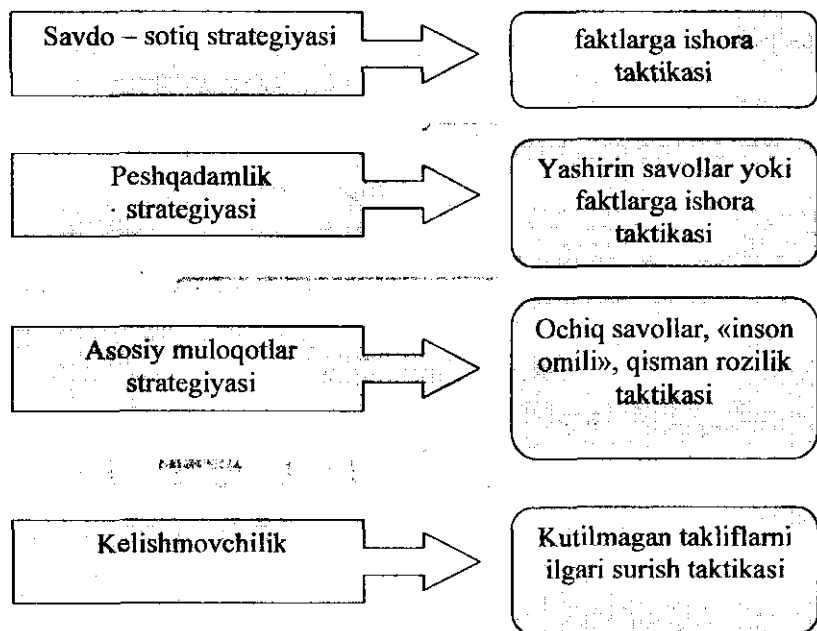 Savdo – sotiq strategiyasi
faktlarga ishora
taktikasi
Peshqadamlik
strategiyasi
Yashirin savollar yoki
faktlarga ishora
taktikasi
Asosiy muloqotlar
strategiyasi
Ochiq savollar, «inson
omili», qisman rozilik
taktikasi
Kelishmovchilik
Kutilmagan takliflarni
ilgari surish taktikasi